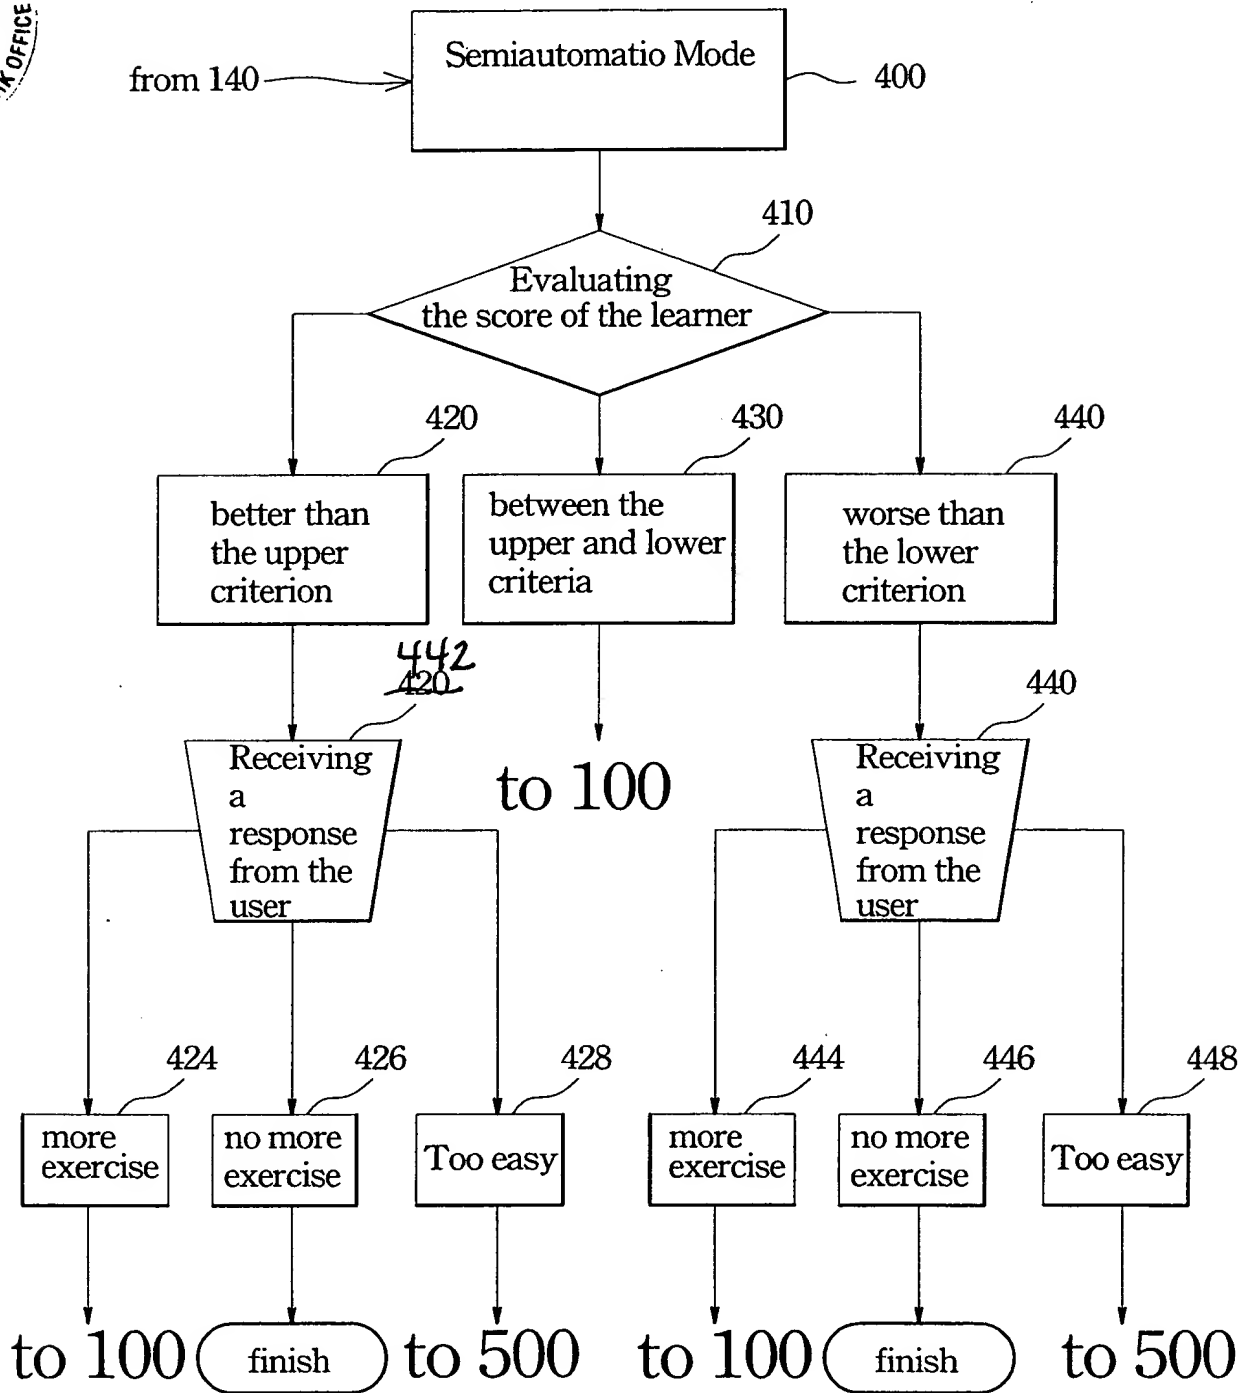 OFFICE
Semiautomatio Mode
from 140
400
410
Evaluating
the score of the learner
420
430
440
better than
the upper
criterion
between the
upper and lower
criteria
worse than
the lower
criterion
442
420
440
Receiving
a
response
from the
user
to 100
Receiving
a
response
from the
user
424
426
428
444
446
448
more
exercise
no more
exercise
Too easy
more
exercise
no more
exercise
Too easy
to 100
finish
to 500
to 100
finish
to 500